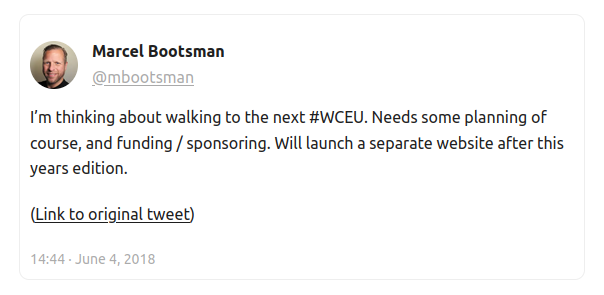 Marcel Bootsman
@mbootsman
I’m thinking about walking to the next #WCEU. Needs some planning of
course, and funding / sponsoring. Will launch a separate website after this
years edition.
(Link to original tweet)
14:44 · June 4, 2018